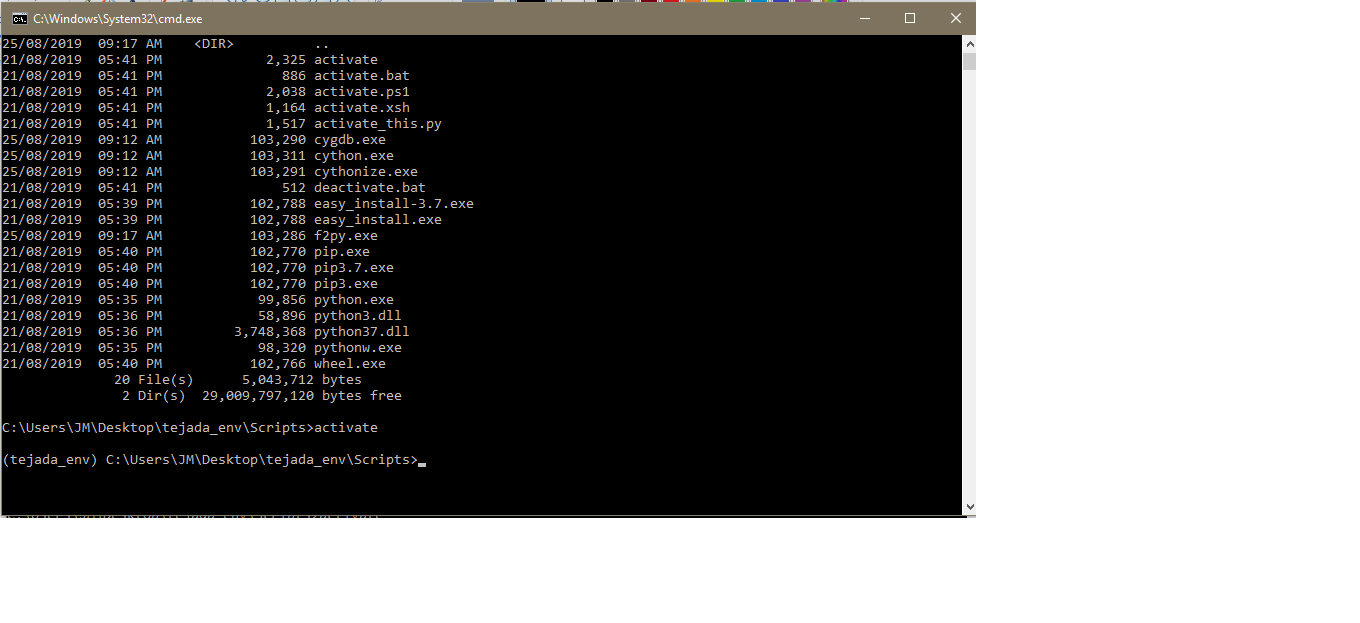 C:\Windows\System32\cmd.exe
25/08/2019  09:17 AM    <DIR>          ..
21/08/2019  05:41 PM             2,325 activate
21/08/2019  05:41 PM               886 activate.bat
21/08/2019  05:41 PM             2,038 activate.ps1
21/08/2019  05:41 PM             1,164 activate.xsh
21/08/2019  05:41 PM             1,517 activate_this.py
25/08/2019  09:12 AM           103,290 cygdb.exe
25/08/2019  09:12 AM           103,311 cython.exe
25/08/2019  09:12 AM           103,291 cythonize.exe
21/08/2019  05:41 PM               512 deactivate.bat
21/08/2019  05:39 PM           102,788 easy_install-3.7.exe
21/08/2019  05:39 PM           102,788 easy_install.exe
25/08/2019  09:17 AM           103,286 f2py.exe
21/08/2019  05:40 PM           102,770 pip.exe
21/08/2019  05:40 PM           102,770 pip3.7.exe
21/08/2019  05:40 PM           102,770 pip3.exe
21/08/2019  05:35 PM            99,856 python.exe
21/08/2019  05:36 PM            58,896 python3.dll
21/08/2019  05:36 PM         3,748,368 python37.dll
21/08/2019  05:35 PM            98,320 pythonw.exe
21/08/2019  05:40 PM           102,766 wheel.exe
              20 File(s)      5,043,712 bytes
               2 Dir(s)  29,009,797,120 bytes free
C:\Users\JM\Desktop\tejada_env\Scripts>activate
(tejada_env) C:\Users\JM\Desktop\tejada_env\Scripts>